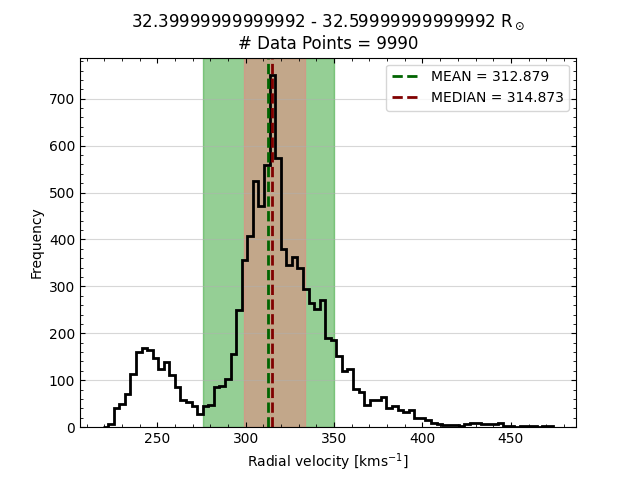 32.39999999999992 - 32.59999999999992 R☉
# Data Points = 9990
MEAN = 312.879
MEDIAN = 314.873
Frequency
700
600
500
400
300
200
100
0
250 300 350 400 450
Radial velocity [kms⁻¹]